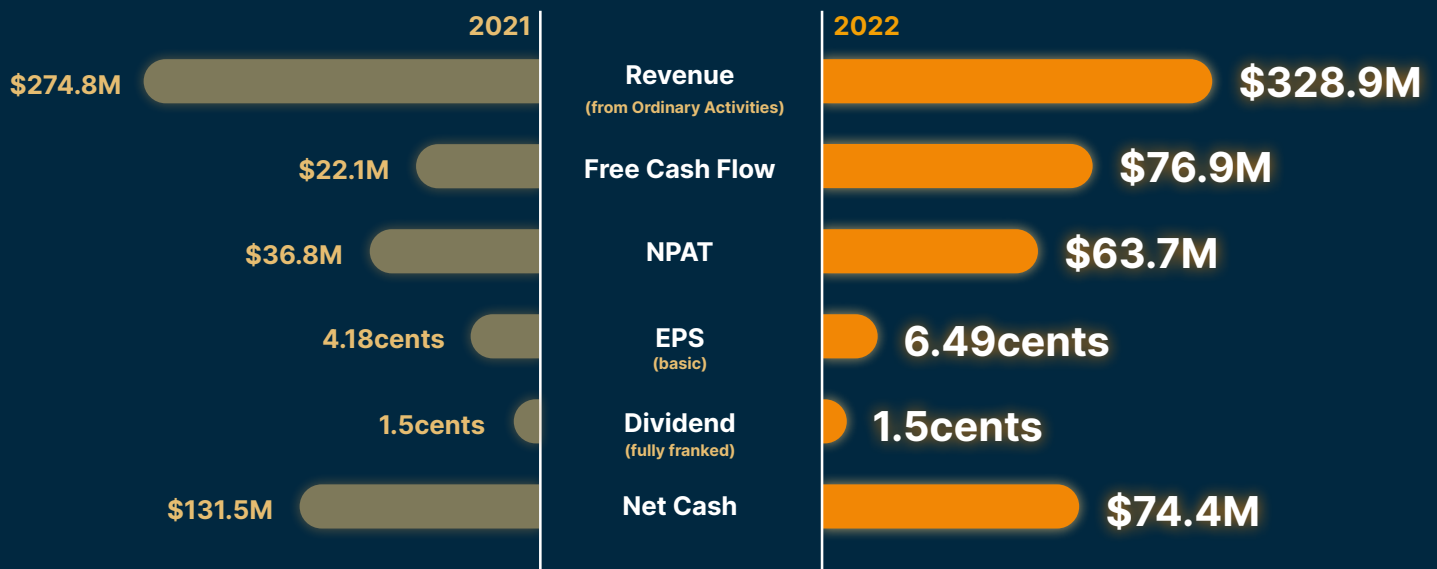 2021 2022
$274.8M Revenue $328.9M
(from Ordinary Activities)
$22.1M Free Cash Flow $76.9M
$36.8M NPAT $63.7M
4.18cents EPS 6.49cents
(basic)
1.5cents Dividend 1.5cents
(fully franked)
$131.5M Net Cash $74.4M